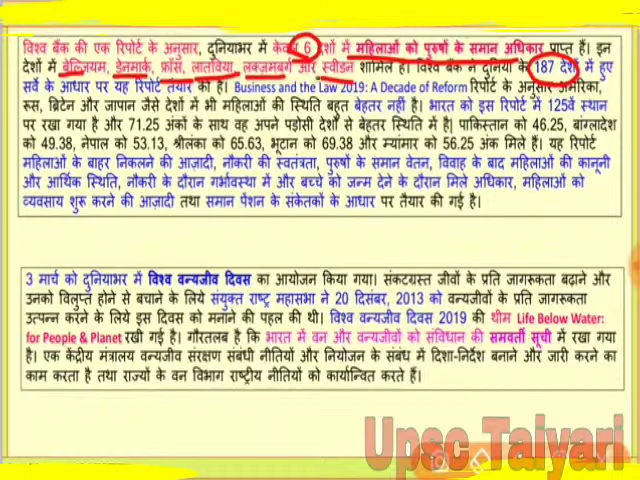 विश्व बैंक की एक रिपोर्ट के अनुसार, दुनियाभर में 6 देशों में महिलाओं को पुरुषों के समान अधिकार प्राप्त हैं। इन
देशों में बेल्जियम, डेनमार्क, फ्राँस, लातविया, लक्ज़मबर्ग और स्वीडन शामिल हैं। विश्व बैंक ने दुनिया के 187 देशों में हुए
सर्वे के आधार पर यह रिपोर्ट तैयार की है। Business and the Law 2019: A Decade of Reform रिपोर्ट के अनुसार अमेरिका,
रूस, ब्रिटेन और जापान जैसे देशों में भी महिलाओं की स्थिति बहुत बेहतर नहीं है। भारत को इस रिपोर्ट में 125वें स्थान
पर रखा गया है और 71.25 अंकों के साथ वह अपने पड़ोसी देशों से बेहतर स्थिति में है। पाकिस्तान को 46.25, बांग्लादेश
को 49.38, नेपाल को 53.13, श्रीलंका को 65.63, भूटान को 69.38 और म्यांमार को 56.25 अंक मिले हैं। यह रिपोर्ट
महिलाओं के बाहर निकलने की आज़ादी, नौकरी की स्वतंत्रता, पुरुषों के समान वेतन, विवाह के बाद महिलाओं की कानूनी
और आर्थिक स्थिति, नौकरी के दौरान गर्भावस्था में और बच्चे को जन्म देने के दौरान मिले अधिकार, महिलाओं को
व्यवसाय शुरू करने की आज़ादी तथा समान पेंशन के संकेतकों के आधार पर तैयार की गई है।
3 मार्च को दुनियाभर में विश्व वन्यजीव दिवस का आयोजन किया गया। संकटग्रस्त जीवों के प्रति जागरूकता बढ़ाने और
उनको विलुप्त होने से बचाने के लिये संयुक्त राष्ट्र महासभा ने 20 दिसंबर, 2013 को वन्यजीवों के प्रति जागरूकता
उत्पन्न करने के लिये इस दिवस को मनाने की पहल की थी। विश्व वन्यजीव दिवस 2019 की थीम Life Below Water:
for People & Planet रखी गई है। गौरतलब है कि भारत में वन और वन्यजीवों को संविधान की समवर्ती सूची में रखा गया
है। एक केंद्रीय मंत्रालय वन्यजीव संरक्षण संबंधी नीतियों और नियोजन के संबंध में दिशा-निर्देश बनाने और जारी करने का
काम करता है तथा राज्यों के वन विभाग राष्ट्रीय नीतियों को कार्यान्वित करते हैं।
Upsc Taiyari